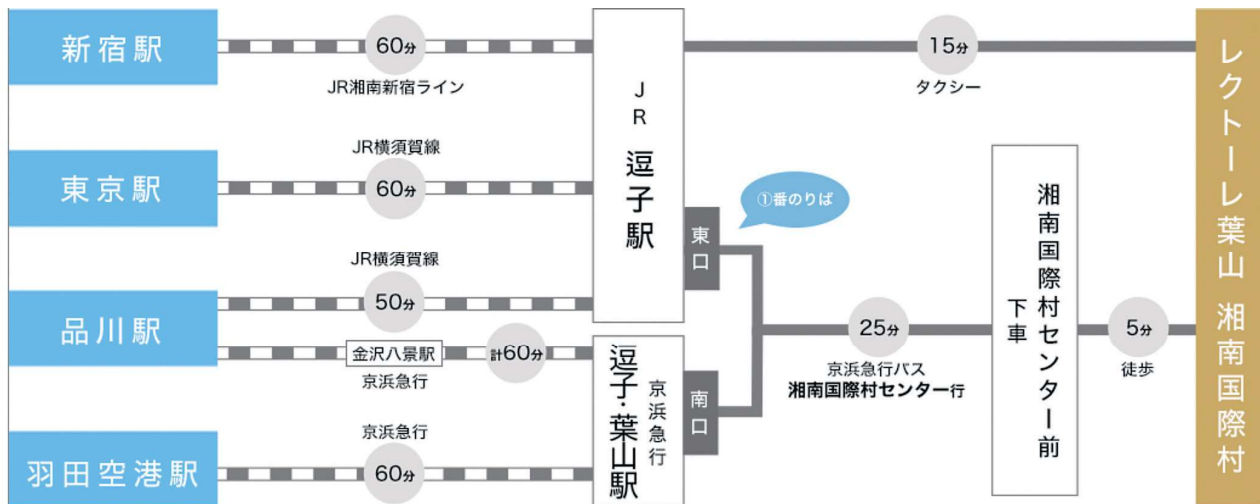 新宿駅
60分
JR湘南新宿ライン
東京駅
JR横須賀線
60分
品川駅
JR横須賀線
50分
金沢八景駅
計60分
京浜急行
羽田空港駅
京浜急行
60分
JR 逗子駅
東口
①番のりば
京浜急行
逗子・葉山駅
南口
15分
タクシー
25分
京浜急行バス
湘南国際村センター行
湘南国際村センター前
下車
5分
徒歩
レクトーレ葉山 湘南国際村